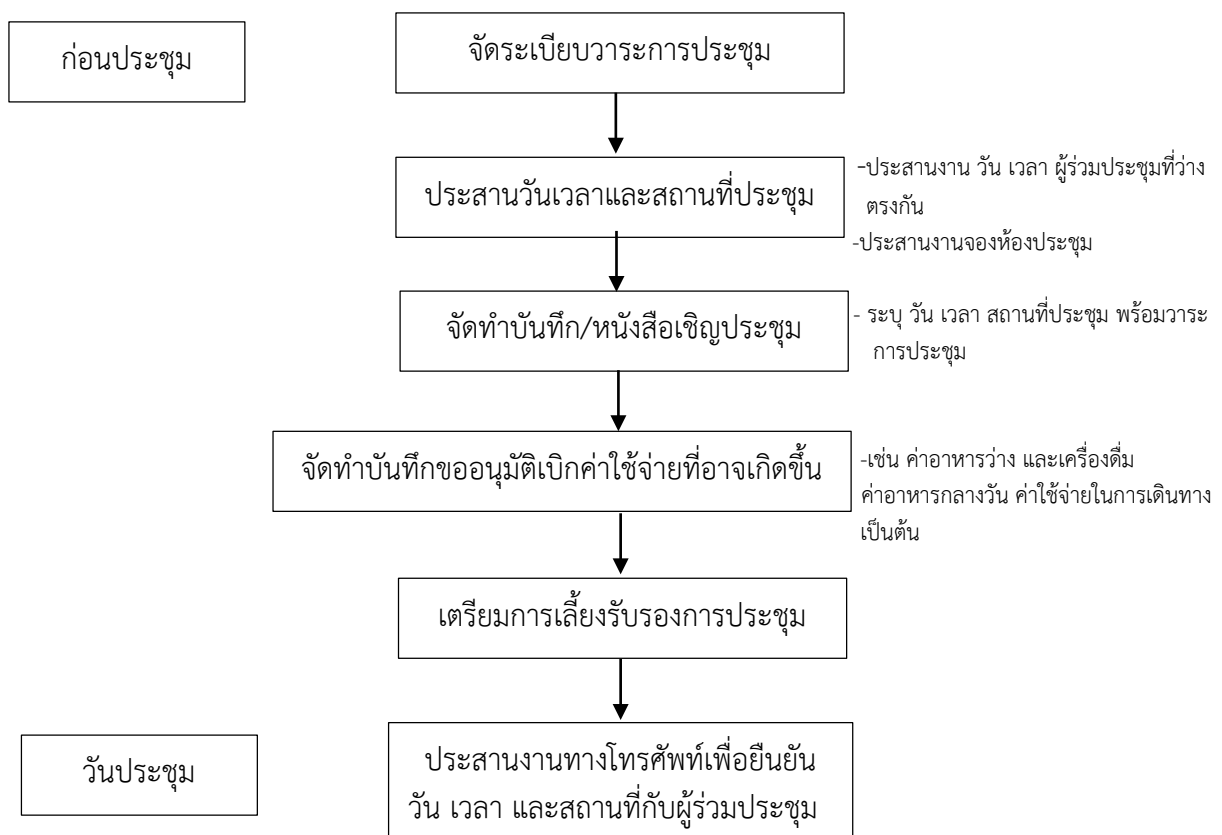 ก่อนประชุม
จัดระเบียบวาระการประชุม
ประสานวันเวลาและสถานที่ประชุม
-ประสานงาน วัน เวลา ผู้ร่วมประชุมที่ว่าง
ตรงกัน
-ประสานงานจองห้องประชุม
จัดทำบันทึก/หนังสือเชิญประชุม
- ระบุ วัน เวลา สถานที่ประชุม พร้อมวาระ
การประชุม
จัดทำบันทึกขออนุมัติเบิกค่าใช้จ่ายที่อาจเกิดขึ้น
-เช่น ค่าอาหารว่าง และเครื่องดื่ม
ค่าอาหารกลางวัน ค่าใช้จ่ายในการเดินทาง
เป็นต้น
เตรียมการเลี้ยงรับรองการประชุม
วันประชุม
ประสานงานทางโทรศัพท์เพื่อยืนยัน
วัน เวลา และสถานที่กับผู้ร่วมประชุม